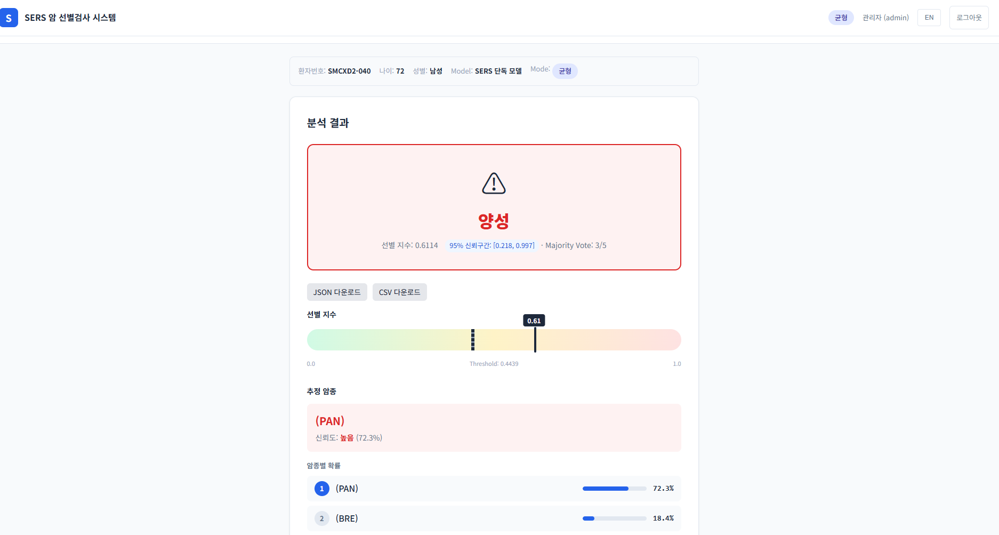 S SERS 암 선별검사 시스템 균형 관리자 (admin) EN 로그아웃
환자번호: SMCXD2-040 나이: 72 성별: 남성 Model: SERS 단독 모델 Mode: 균형
분석 결과
양성
선별 지수: 0.6114 95% 신뢰구간: [0.218, 0.997] · Majority Vote: 3/5
JSON 다운로드 CSV 다운로드
선별 지수
0.61
0.0 Threshold: 0.4439 1.0
추정 암종
(PAN)
신뢰도: 높음 (72.3%)
암종별 확률
1 (PAN) 72.3%
2 (BRE) 18.4%